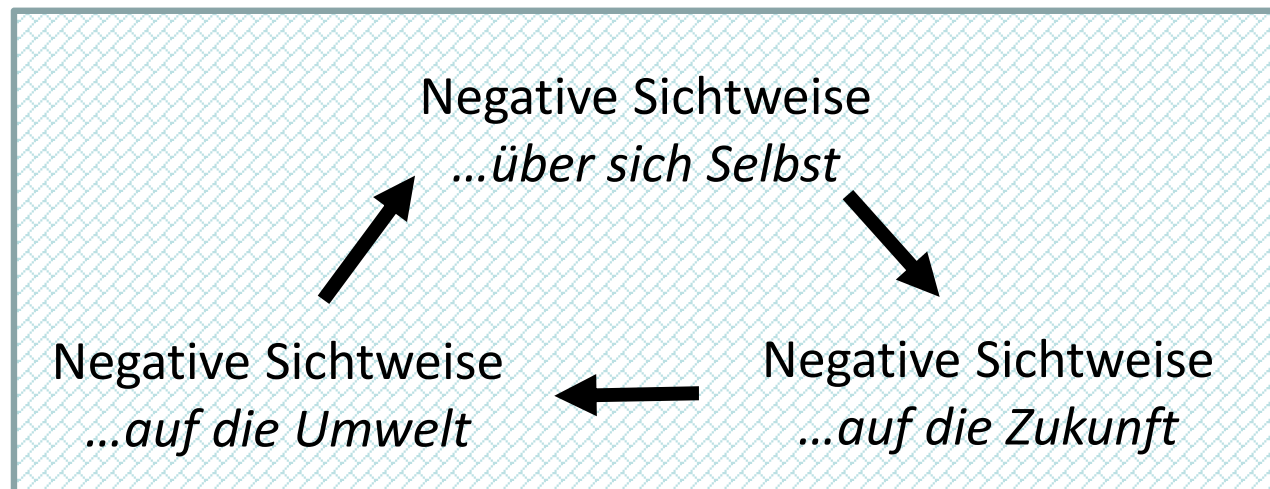 Negative Sichtweise
…über sich Selbst
Negative Sichtweise
…auf die Umwelt
Negative Sichtweise
…auf die Zukunft